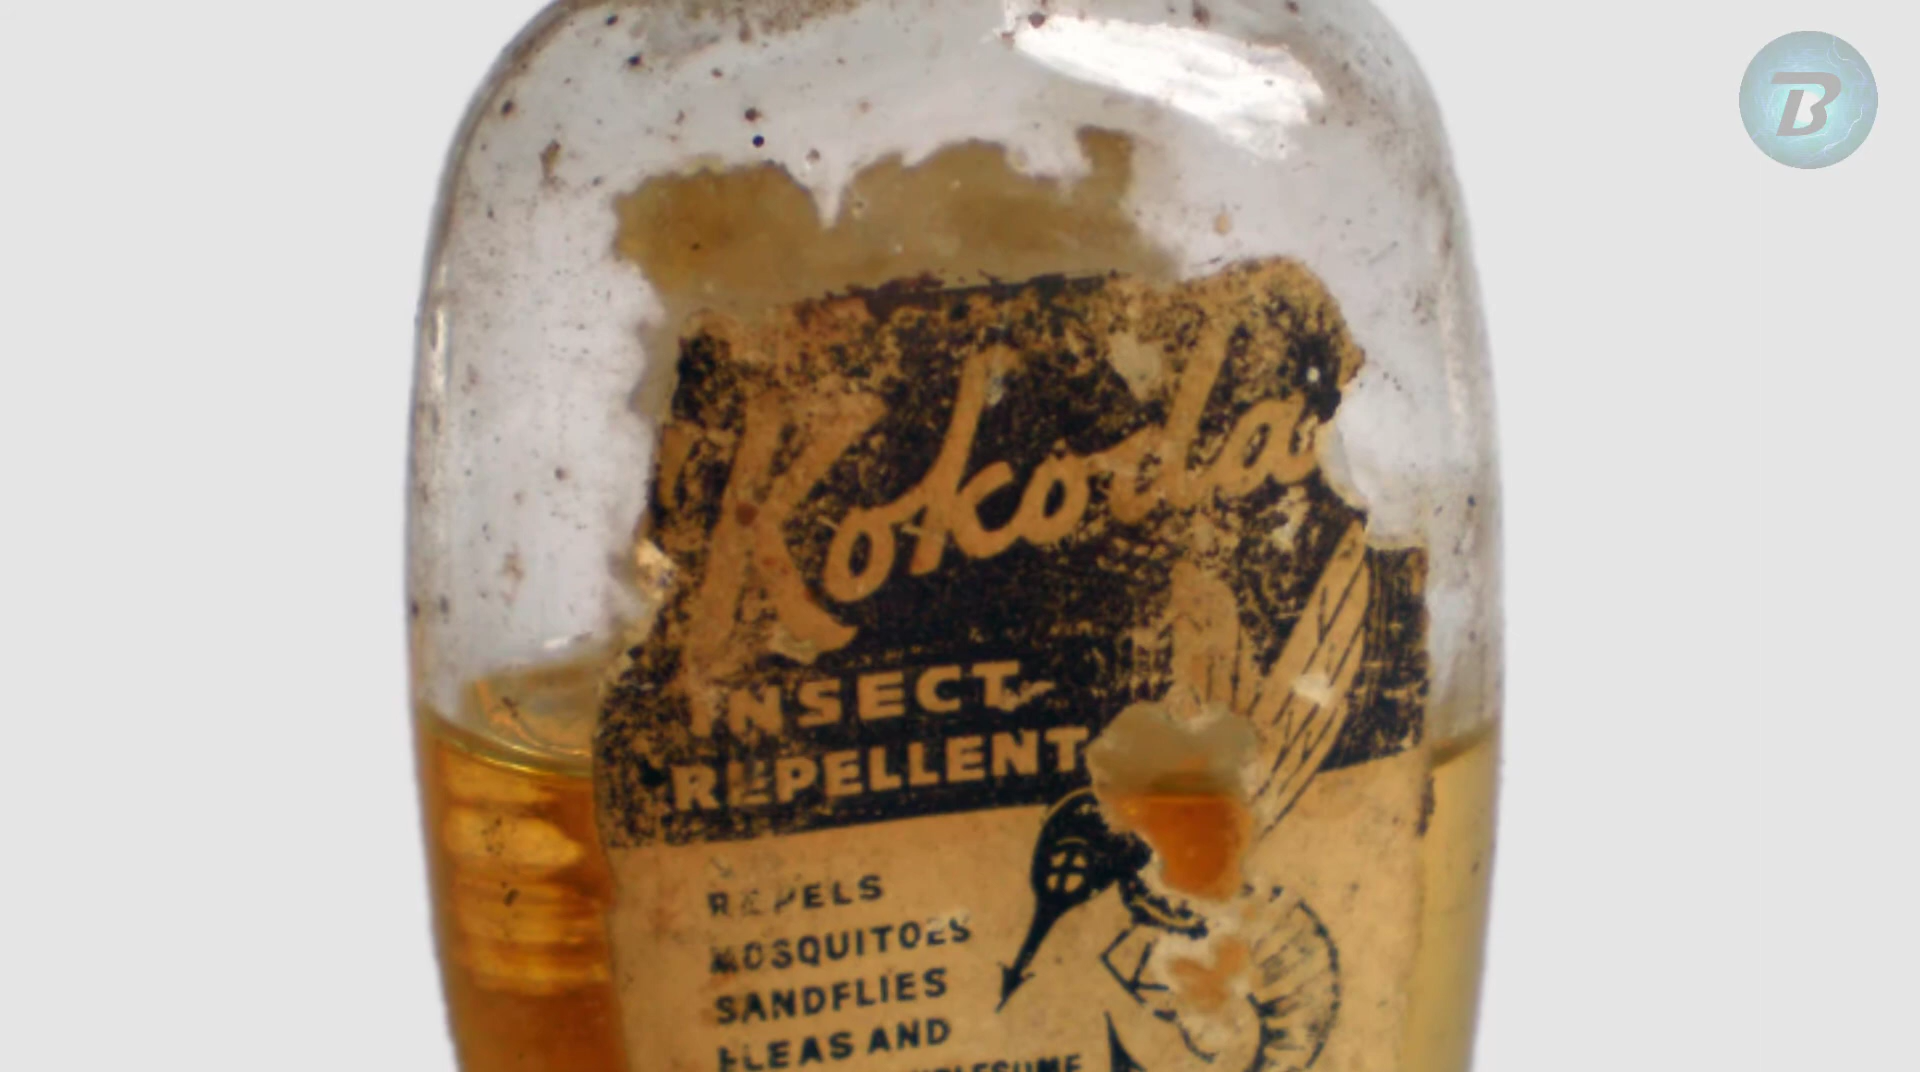 B
Kokoda
INSECT
REPELLENT
REPELS
MOSQUITOES
SANDFLIES
FLEAS AND